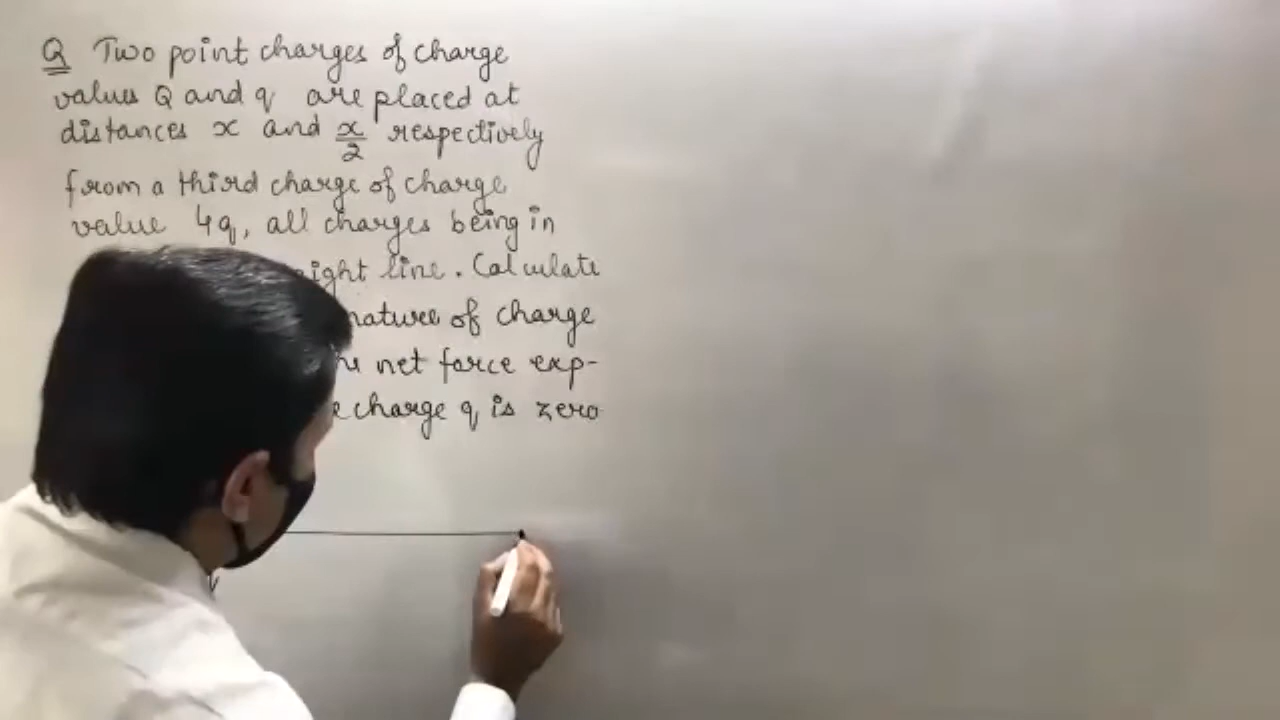 Q Two point charges of charge
values Q and q are placed at
distances x and x/2 respectively
from a third charge of charge
value 4q, all charges being in
ight line. Calculate
nature of charge
net force exp-
charge q is zero